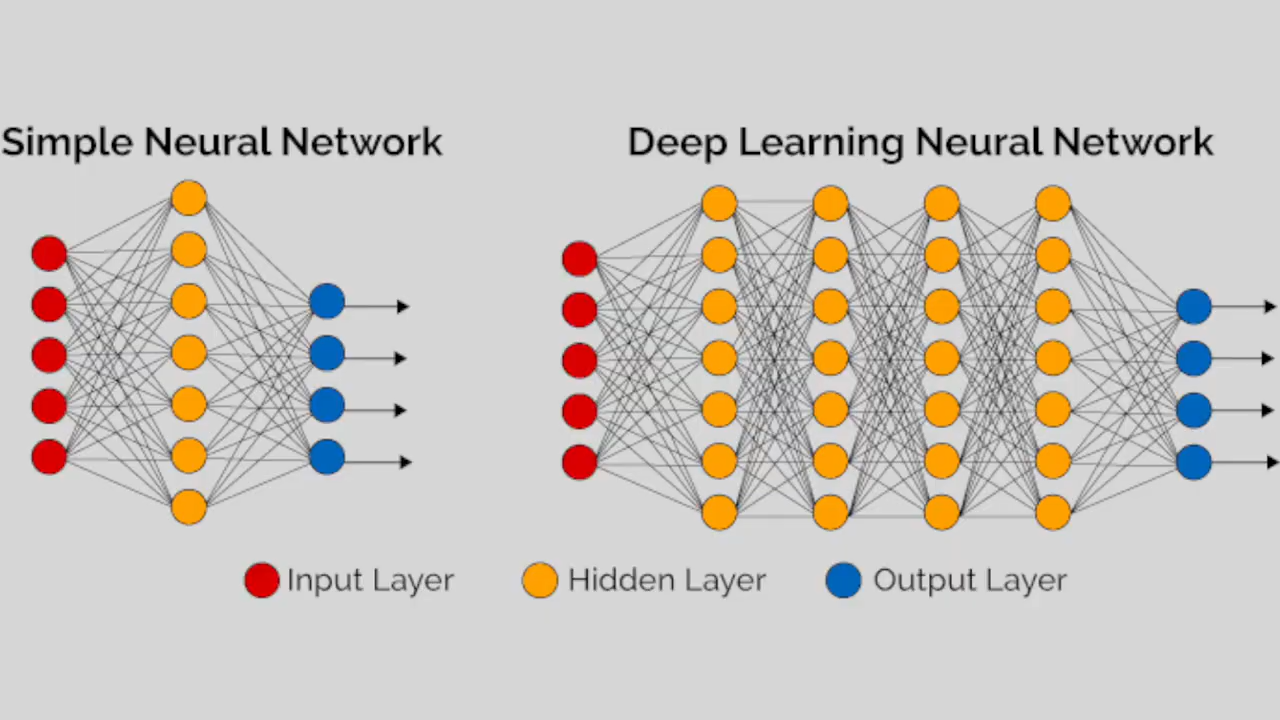 Simple Neural Network
Deep Learning Neural Network
Input Layer
Hidden Layer
Output Layer